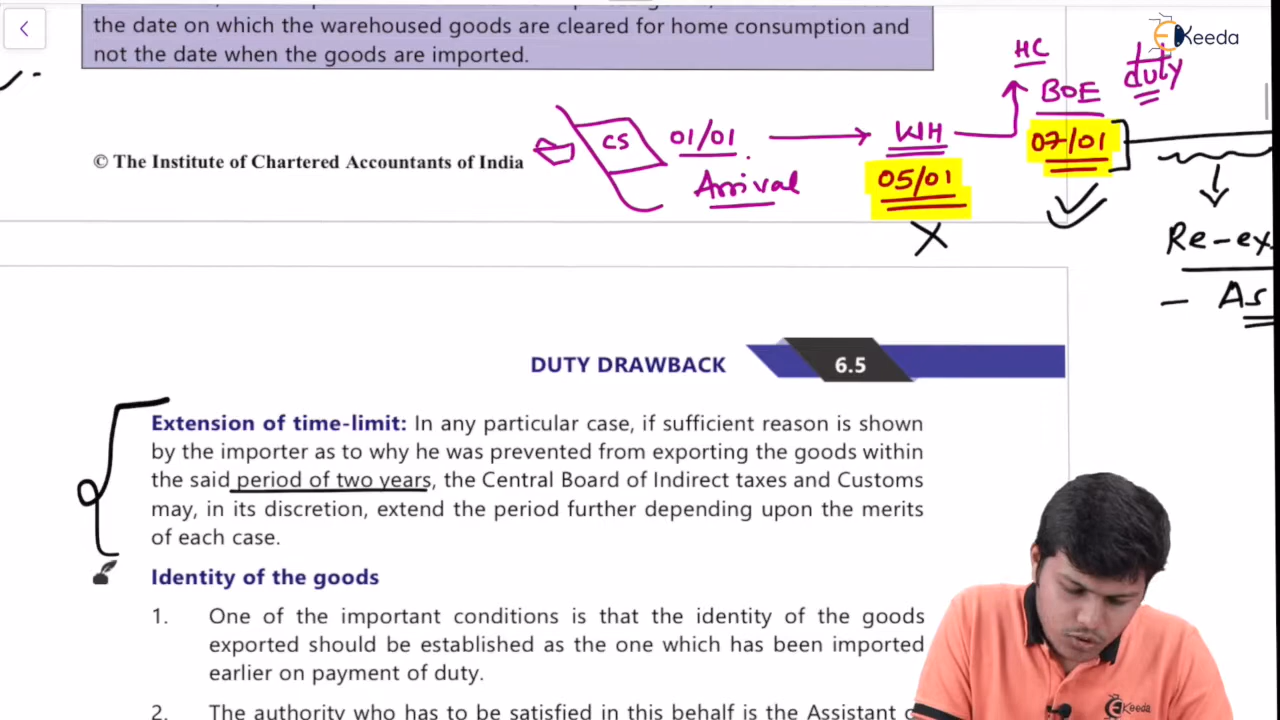 the date on which the warehoused goods are cleared for home consumption and
not the date when the goods are imported.
Keeda
HC
duty
BOE
CS 01/01 WH 07/01
Arrival 05/01
© The Institute of Chartered Accountants of India
Re-ex
- As
DUTY DRAWBACK 6.5
Extension of time-limit: In any particular case, if sufficient reason is shown
by the importer as to why he was prevented from exporting the goods within
the said period of two years, the Central Board of Indirect taxes and Customs
may, in its discretion, extend the period further depending upon the merits
of each case.
Identity of the goods
1. One of the important conditions is that the identity of the goods
exported should be established as the one which has been imported
earlier on payment of duty.
2. The authority who has to be satisfied in this behalf is the Assistant
Keeda